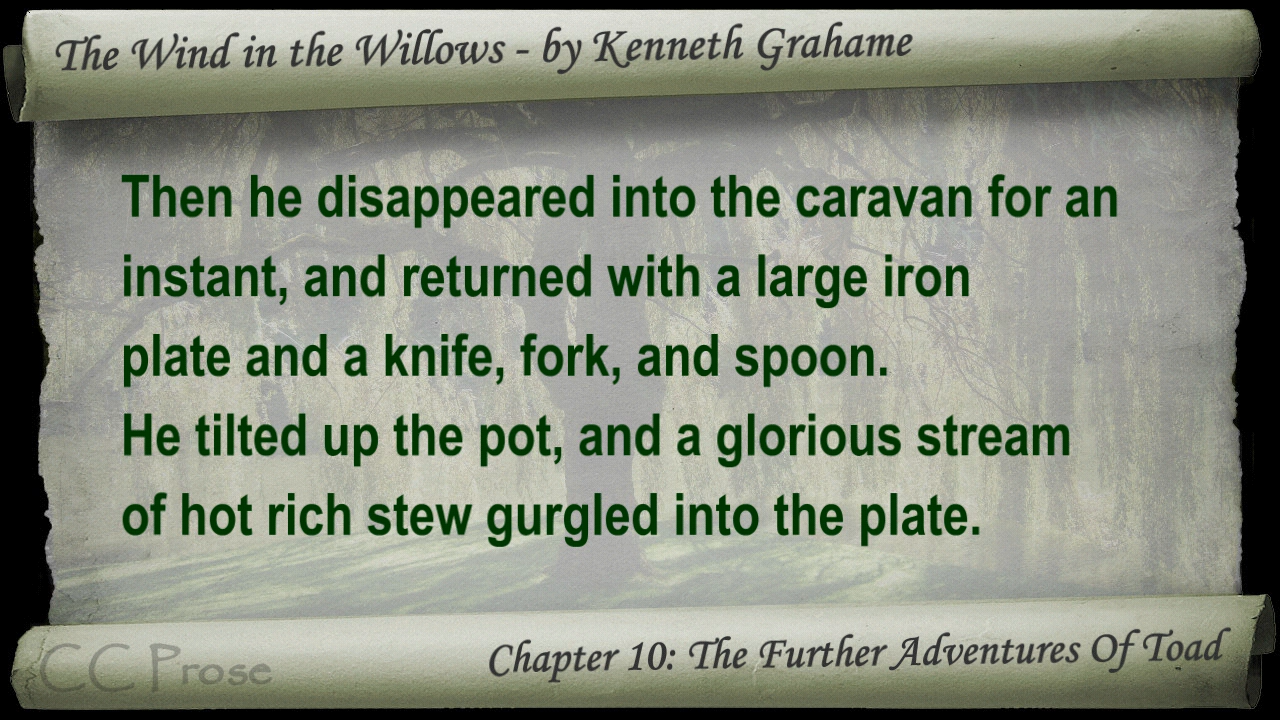 The Wind in the Willows - by Kenneth Grahame
Then he disappeared into the caravan for an
instant, and returned with a large iron
plate and a knife, fork, and spoon.
He tilted up the pot, and a glorious stream
of hot rich stew gurgled into the plate.
CC Prose
Chapter 10: The Further Adventures Of Toad